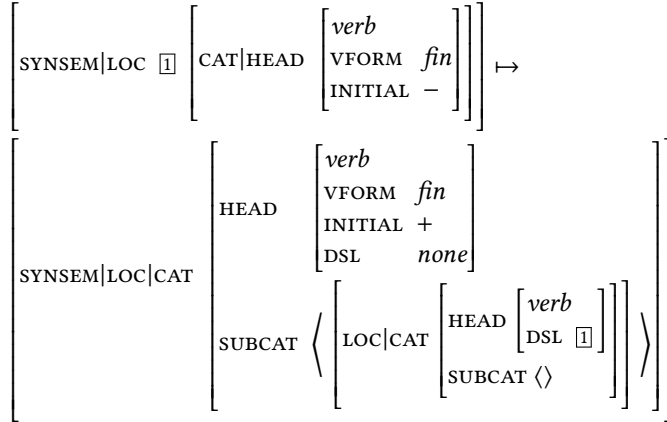 verb
SYNSEM|LOC 1 CAT|HEAD VFORM fin ↦
INITIAL −
verb
VFORM fin
HEAD
INITIAL +
DSL none
SYNSEM|LOC|CAT
verb
HEAD
DSL 1
SUBCAT ⟨ LOC|CAT ⟩
SUBCAT ⟨⟩